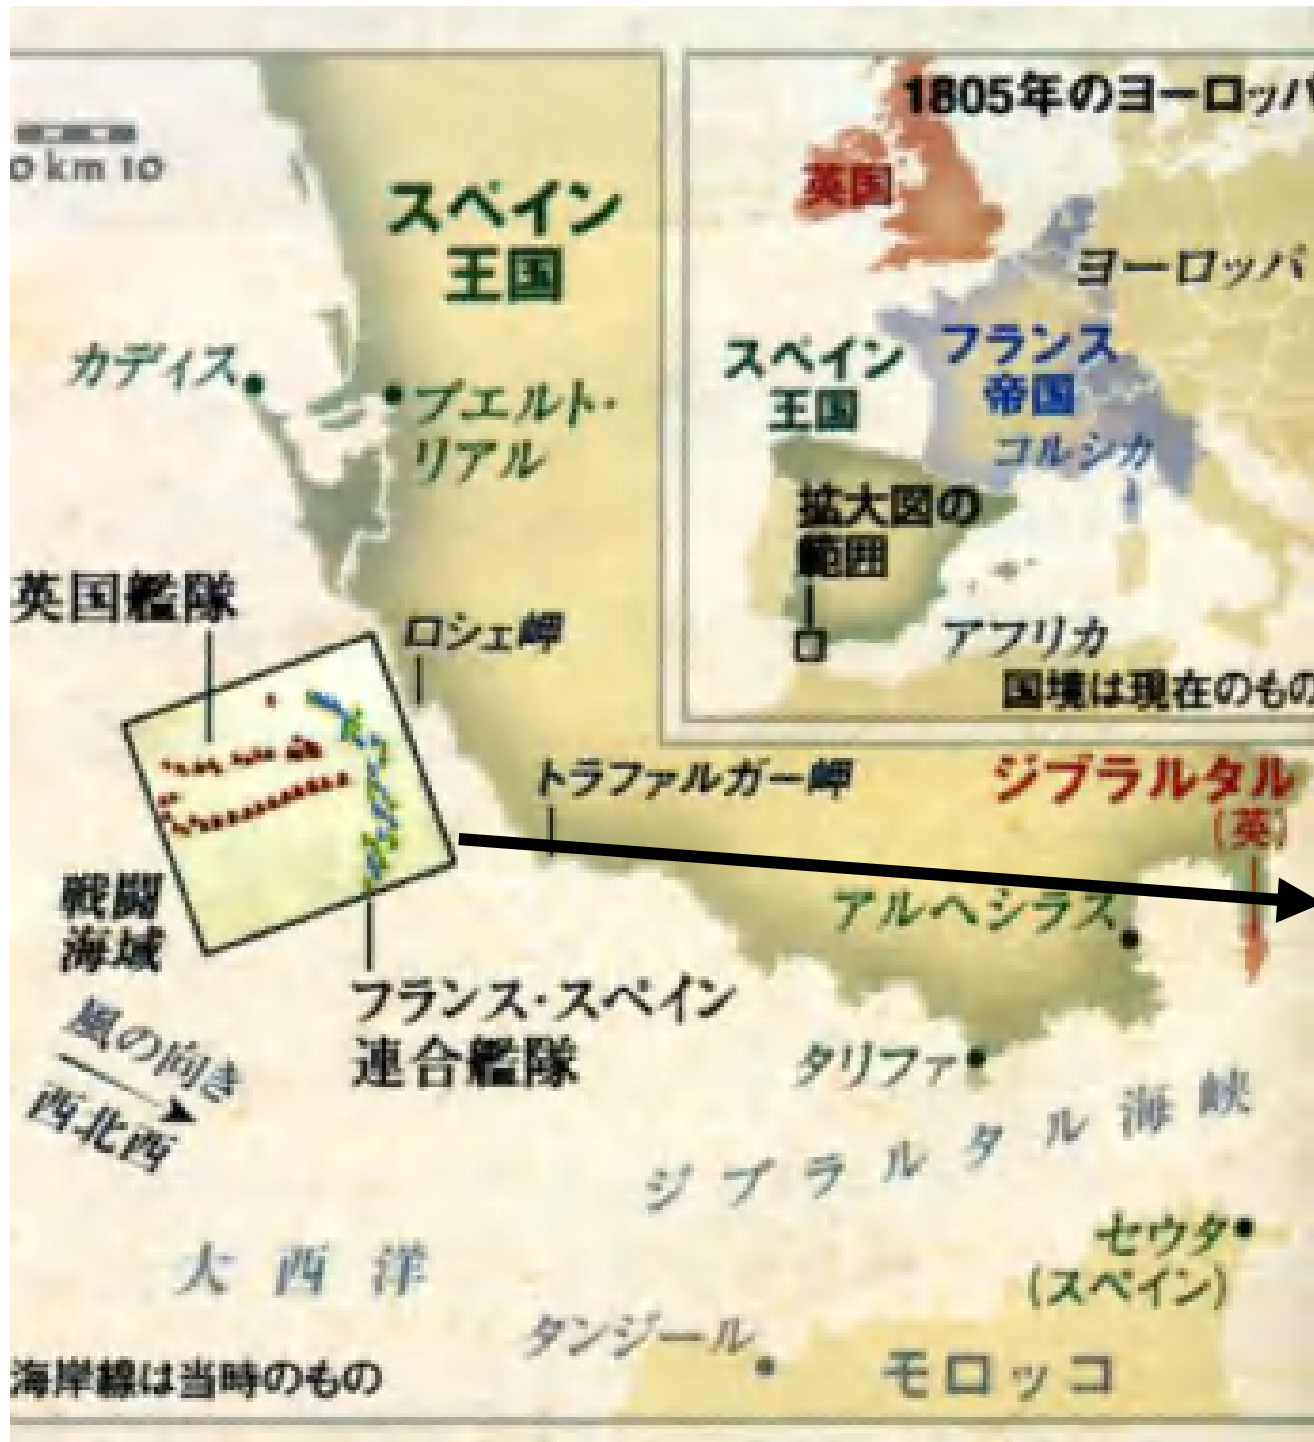 0 km 10
スペイン
王国
カディス
プエルト・
リアル
英国艦隊
ロシェ岬
トラファルガー岬
ジブラルタル
(英)
アルヘシラス
戦闘
海域
フランス・スペイン
連合艦隊
風の向き
西北西
タリファ
ジブラルタル海峡
セウタ
(スペイン)
大西洋
タンジール
モロッコ
海岸線は当時のもの
1805年のヨーロッパ
英国
ヨーロッパ
スペイン
王国
フランス
帝国
コルシカ
拡大図の
範囲
アフリカ
国境は現在のもの